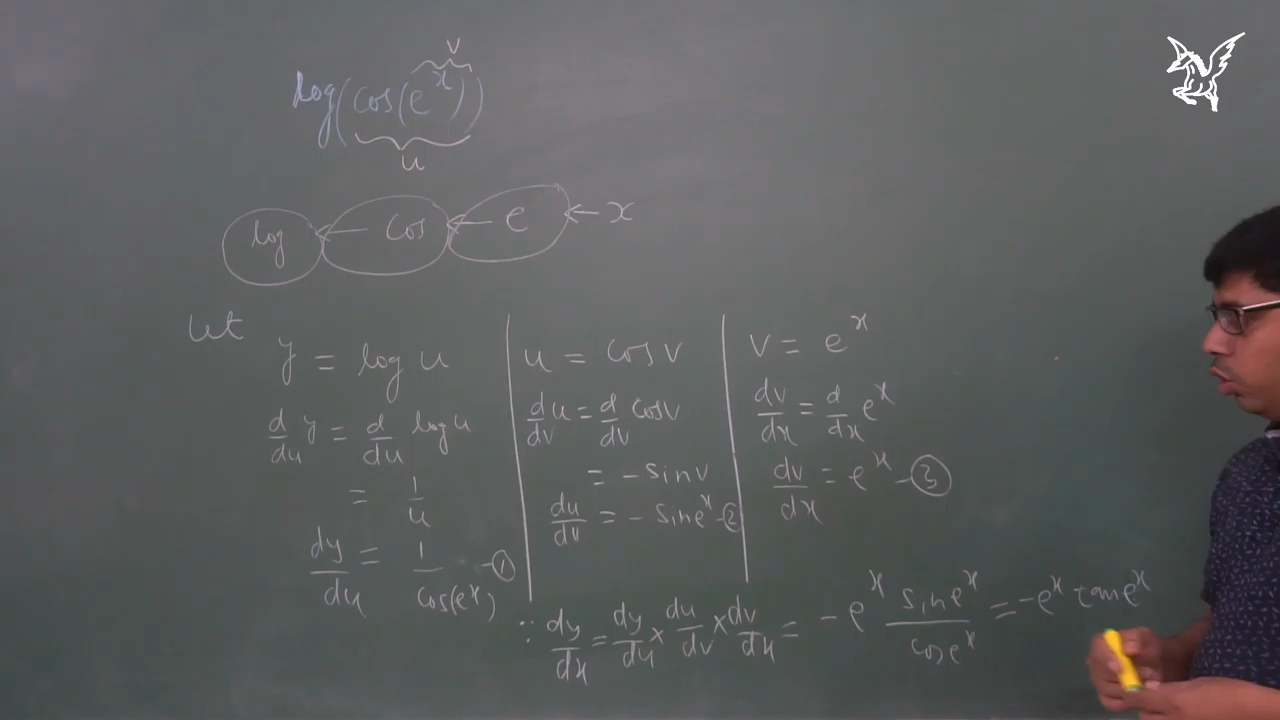 v
log(cos(e^x))
u
log ← cos ← e ← x
Let
y = log u
d/du y = d/du log u
= 1/u
dy/du = 1/cos(e^x) - ①
u = cos v
d/dv u = d/dv cos v
= - sin v
du/dv = - sin e^x - ②
v = e^x
dv/dx = d/dx e^x
dv/dx = e^x - ③
∵ dy/dx = dy/du × du/dv × dv/dx = - e^x sin e^x / cos e^x = - e^x tan e^x